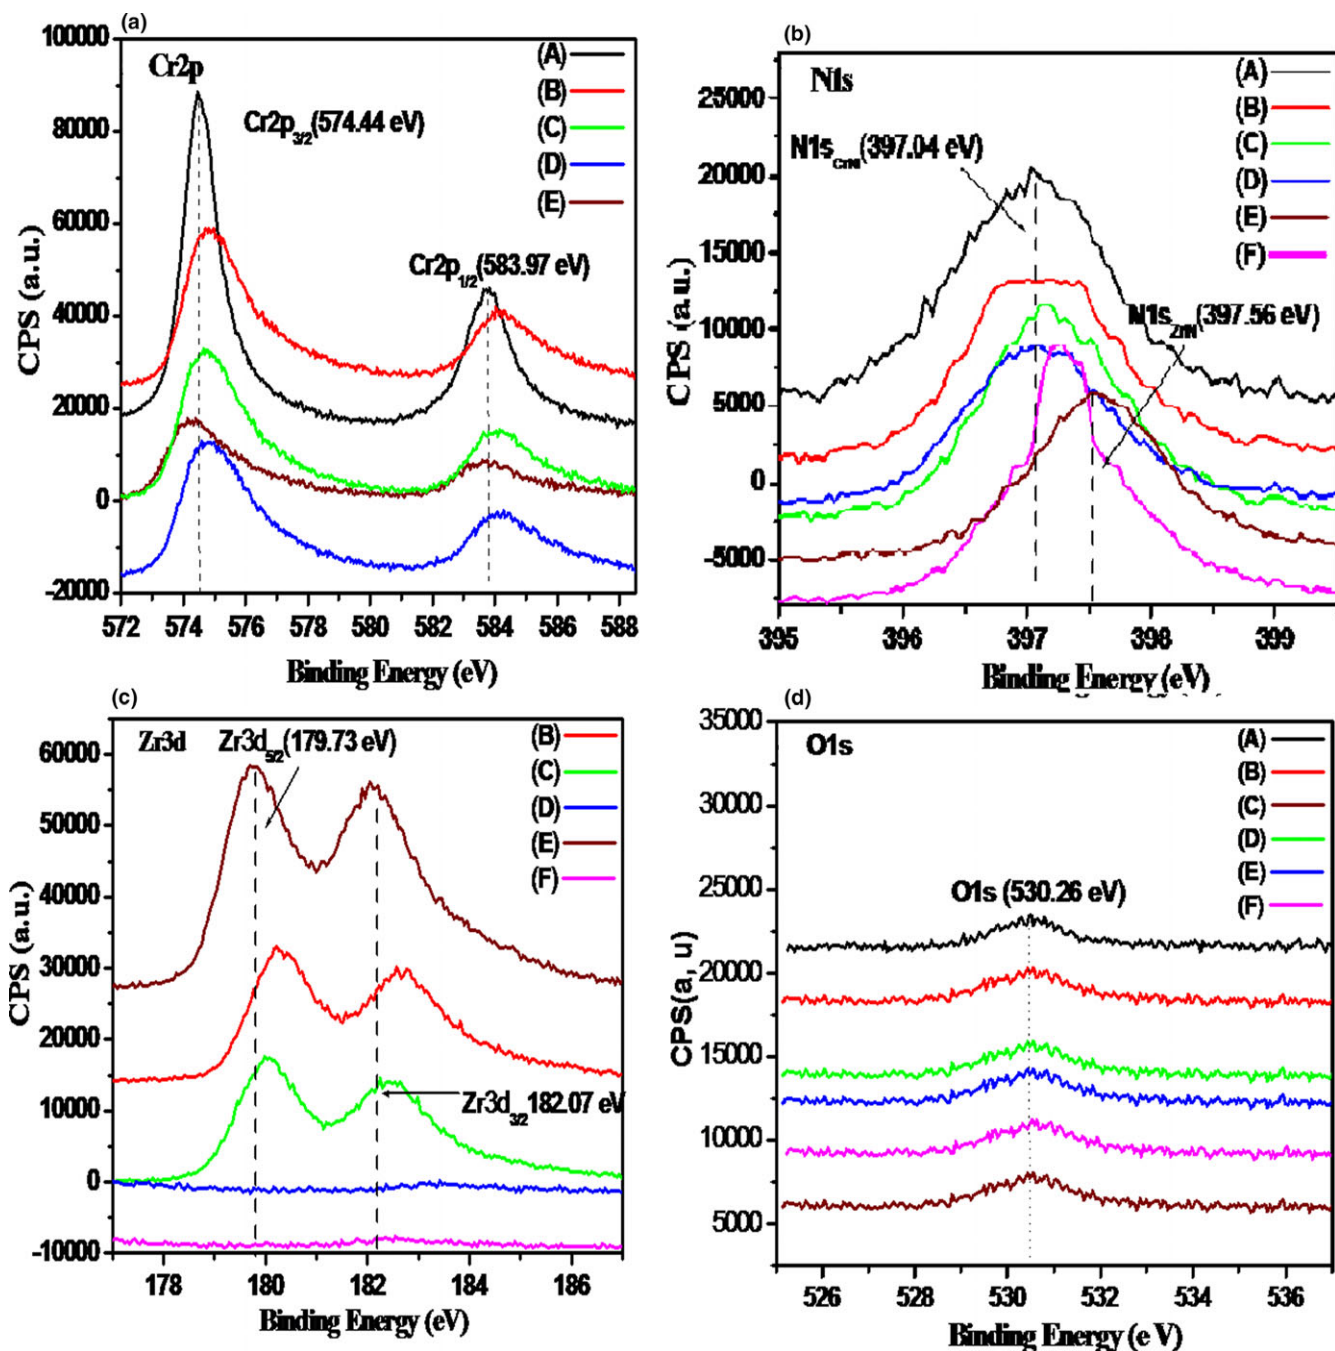 (a)
Cr2p
Cr2p3/2(574.44 eV)
Cr2p1/2(583.97 eV)
(A)
(B)
(C)
(D)
(E)
100000
80000
60000
40000
20000
0
-20000
CPS (a.u.)
572 574 576 578 580 582 584 586 588
Binding Energy (eV)
(b)
N1s
N1sCrN(397.04 eV)
N1sZrN(397.56 eV)
(A)
(B)
(C)
(D)
(E)
(F)
25000
20000
15000
10000
5000
0
-5000
CPS (a.u.)
395 396 397 398 399
Binding Energy (eV)
(c)
Zr3d
Zr3d5/2(179.73 eV)
Zr3d3/2182.07 eV
(B)
(C)
(D)
(E)
(F)
60000
50000
40000
30000
20000
10000
0
-10000
CPS (a.u.)
178 180 182 184 186
Binding Energy (eV)
(d)
O1s
O1s (530.26 eV)
(A)
(B)
(C)
(D)
(E)
(F)
35000
30000
25000
20000
15000
10000
5000
CPS(a, u)
526 528 530 532 534 536
Binding Energy (e V)